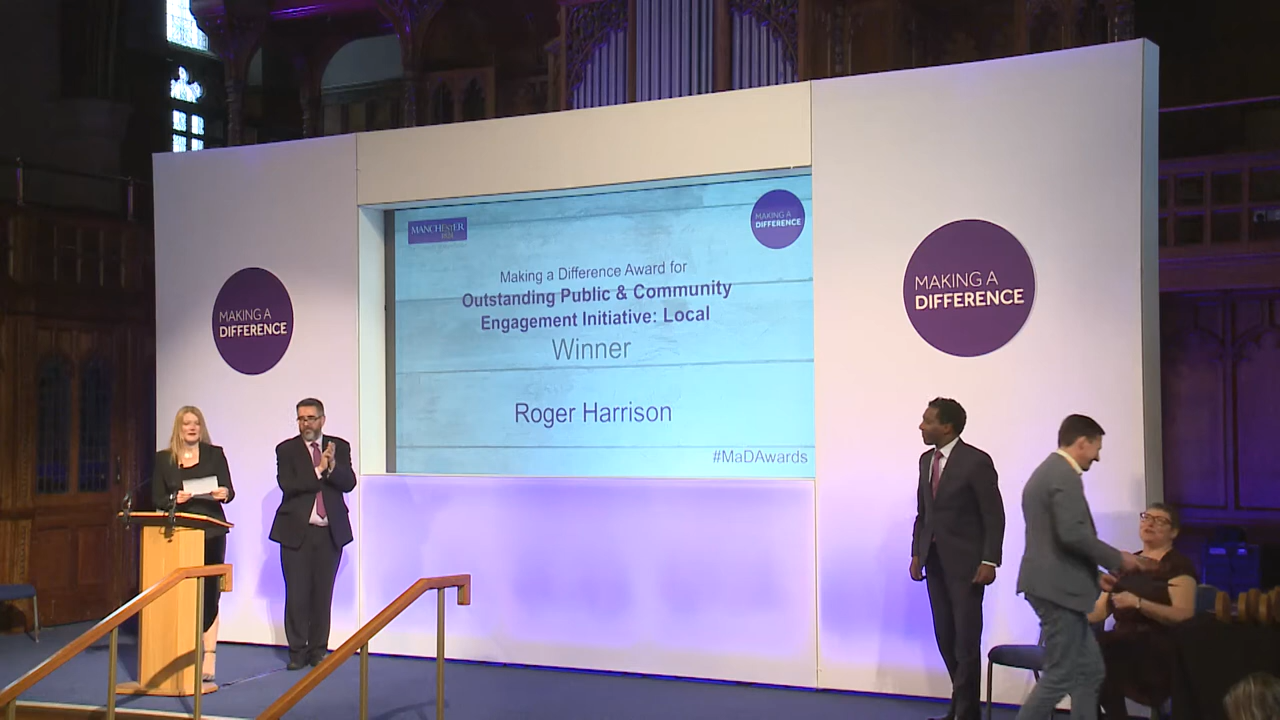 MANCHESTER
1824
MAKING A
DIFFERENCE
Making a Difference Award for
Outstanding Public & Community
Engagement Initiative: Local
Winner
Roger Harrison
#MaDAwards
MAKING A
DIFFERENCE
MAKING A
DIFFERENCE